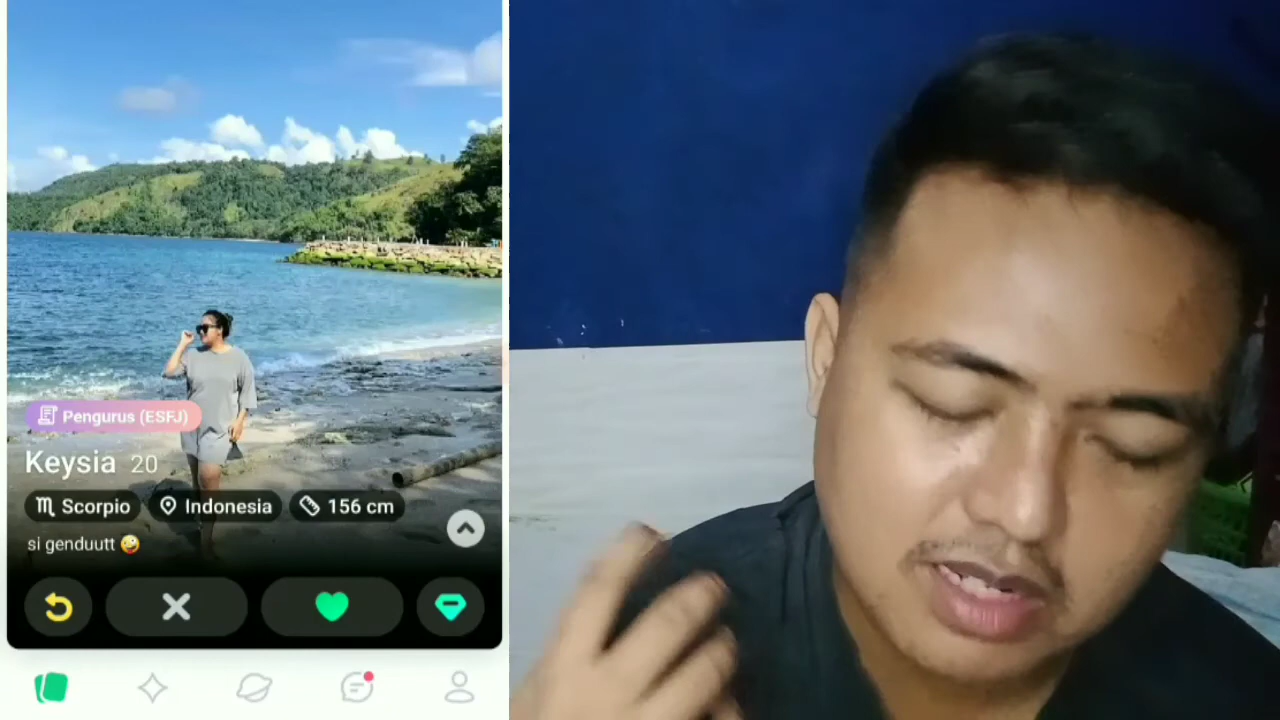 Pengurus (ESFJ)
Keysia 20
Scorpio Indonesia 156 cm
si genduutt 🤪